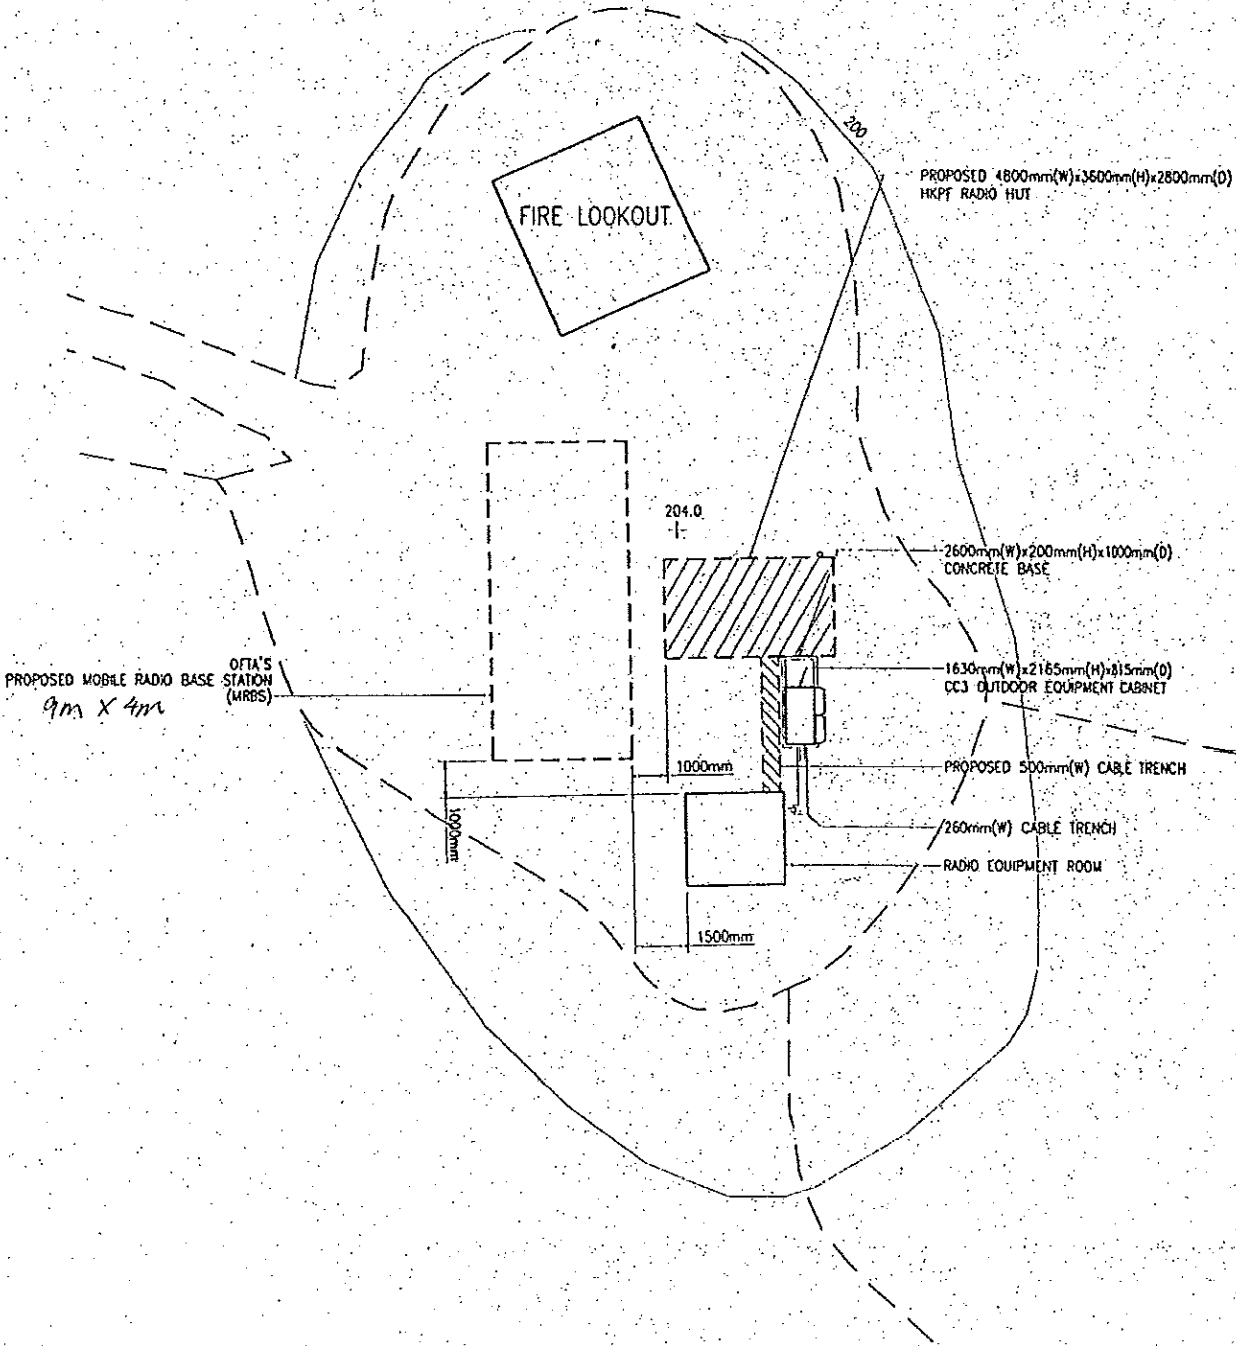 200
PROPOSED 4800mm(W)x3600mm(H)x2800mm(D)
HKPF RADIO HUT
FIRE LOOKOUT
204.0
2600mm(W)x200mm(H)x1000mm(D)
CONCRETE BASE
OFTA'S
PROPOSED MOBILE RADIO BASE STATION
(MRBS)
9m X 4m
1630mm(W)x2165mm(H)x815mm(D)
CC3 OUTDOOR EQUIPMENT CABINET
1000mm
PROPOSED 500mm(W) CABLE TRENCH
1000mm
260mm(W) CABLE TRENCH
RADIO EQUIPMENT ROOM
1500mm